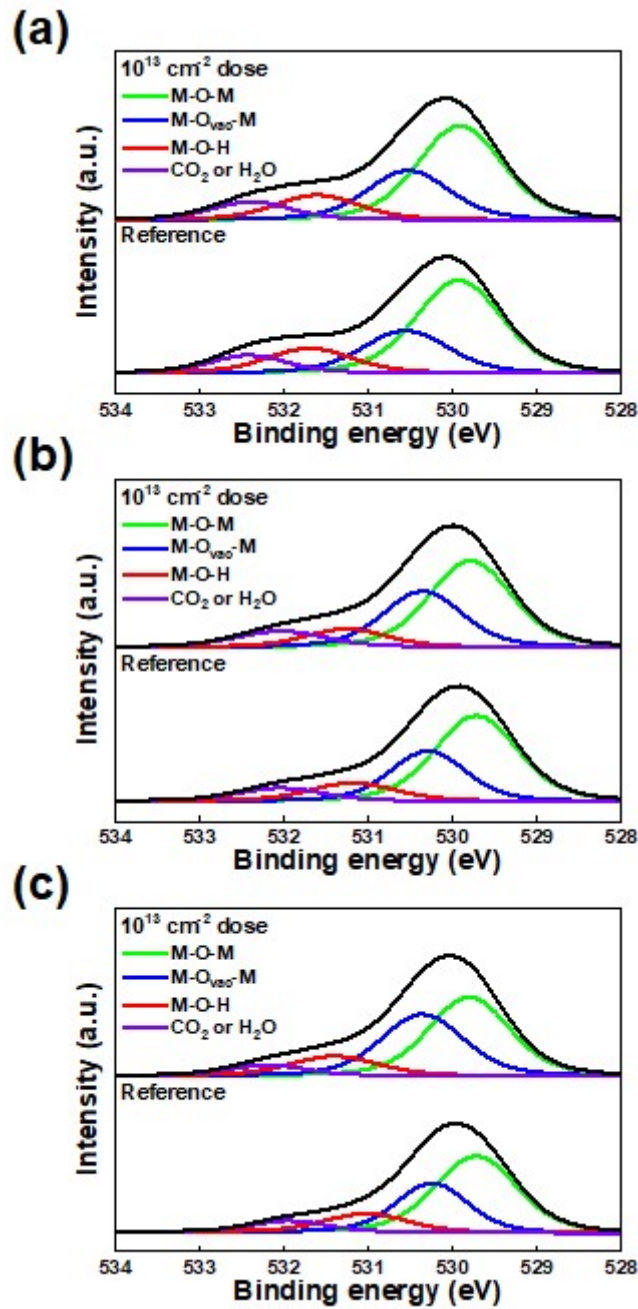 (a)
10¹³ cm⁻² dose
M-O-M
M-Oᵥₐₒ-M
M-O-H
CO₂ or H₂O
Reference
Intensity (a.u.)
534 533 532 531 530 529 528
Binding energy (eV)
(b)
10¹³ cm⁻² dose
M-O-M
M-Oᵥₐₒ-M
M-O-H
CO₂ or H₂O
Reference
Intensity (a.u.)
534 533 532 531 530 529 528
Binding energy (eV)
(c)
10¹³ cm⁻² dose
M-O-M
M-Oᵥₐₒ-M
M-O-H
CO₂ or H₂O
Reference
Intensity (a.u.)
534 533 532 531 530 529 528
Binding energy (eV)